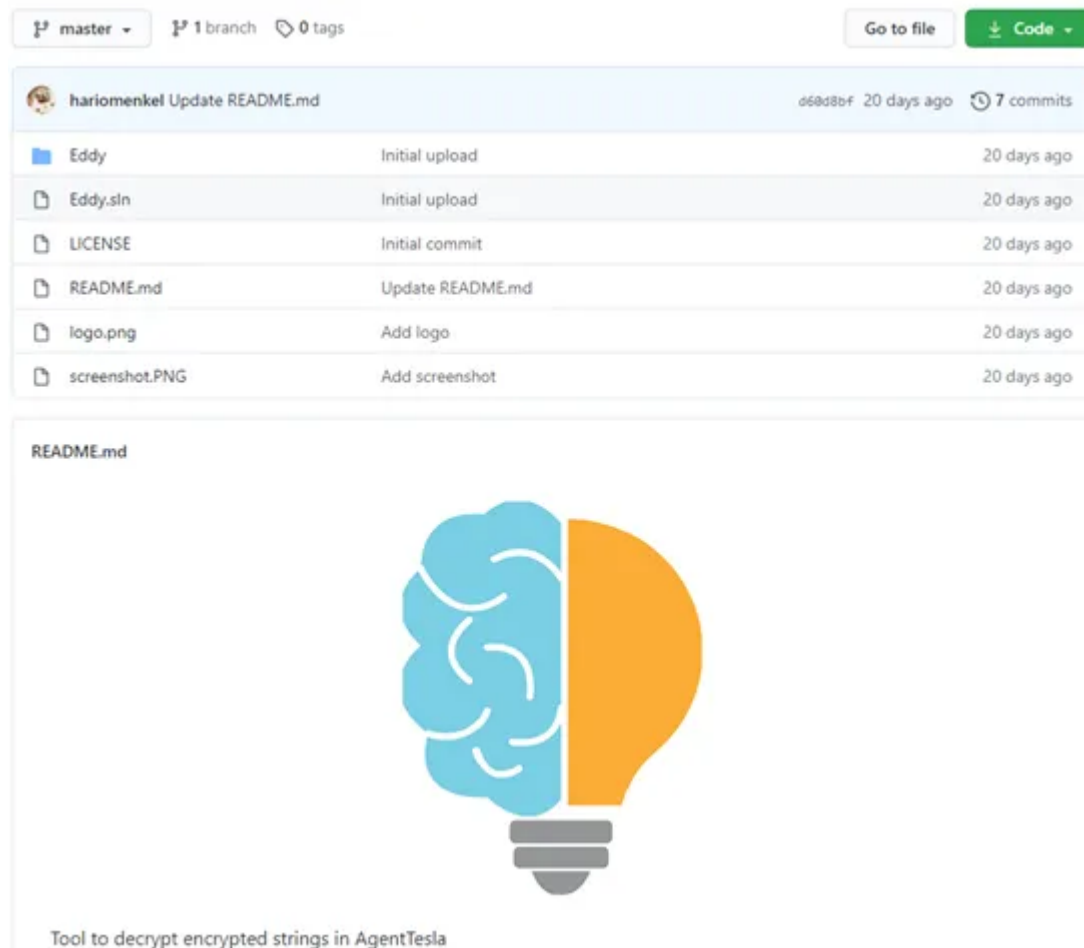 master 1 branch 0 tags Go to file Code
hariomenkel Update README.md d60d8bf 20 days ago 7 commits
Eddy Initial upload 20 days ago
Eddy.sln Initial upload 20 days ago
LICENSE Initial commit 20 days ago
README.md Update README.md 20 days ago
logo.png Add logo 20 days ago
screenshot.PNG Add screenshot 20 days ago
README.md
Tool to decrypt encrypted strings in AgentTesla